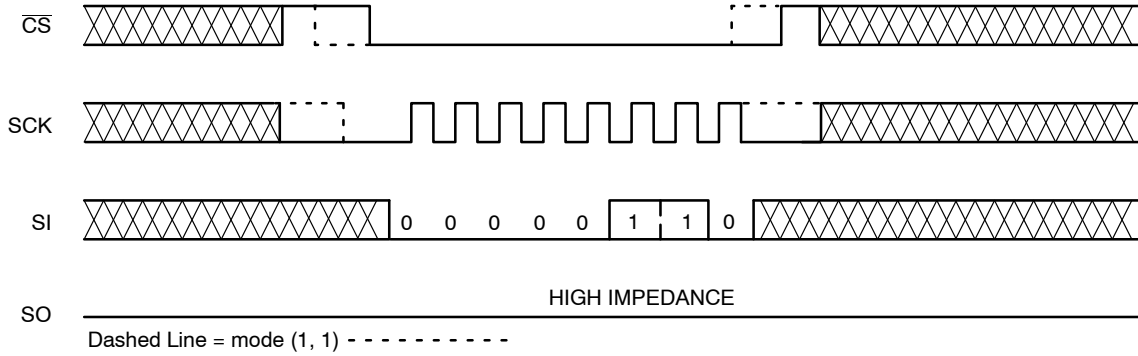 CS
SCK
SI 0 0 0 0 0 1 1 0
HIGH IMPEDANCE
SO
Dashed Line = mode (1, 1)